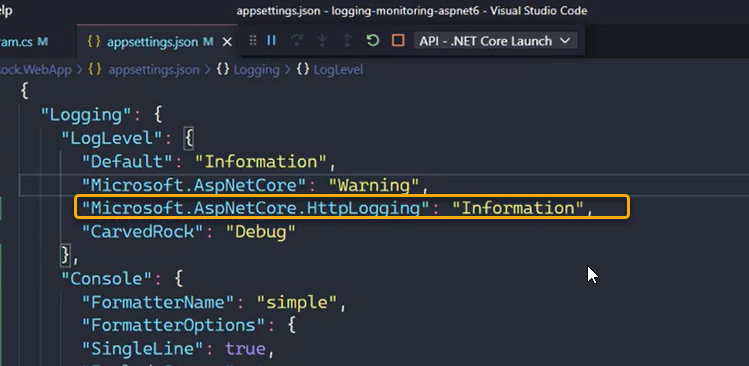 elp
appsettings.json - logging-monitoring-aspnet6 - Visual Studio Code
ram.cs M
{} appsettings.json M ×
API - .NET Core Launch
ock.WebApp > {} appsettings.json > {} Logging > {} LogLevel
{
"Logging": {
"LogLevel": {
"Default": "Information",
"Microsoft.AspNetCore": "Warning",
"Microsoft.AspNetCore.HttpLogging": "Information",
"CarvedRock": "Debug"
},
"Console": {
"FormatterName": "simple",
"FormatterOptions": {
"SingleLine": true,